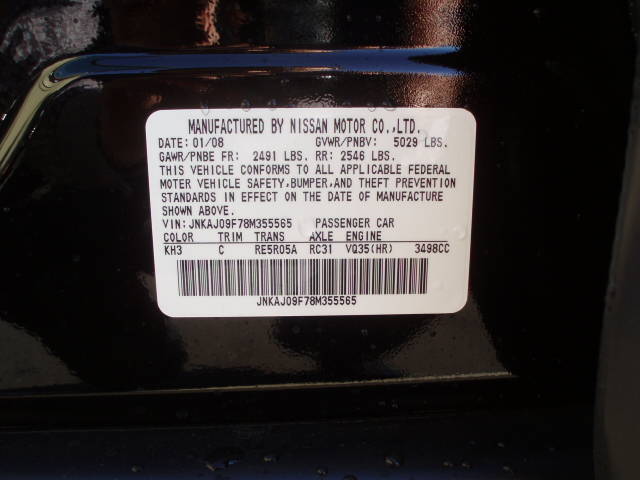 MANUFACTURED BY NISSAN MOTOR CO.,LTD.
DATE: 01/08 GVWR/PNBV: 5029 LBS.
GAWR/PNBE FR: 2491 LBS. RR: 2546 LBS.
THIS VEHICLE CONFORMS TO ALL APPLICABLE FEDERAL
MOTOR VEHICLE SAFETY,BUMPER,AND THEFT PREVENTION
STANDARDS IN EFFECT ON THE DATE OF MANUFACTURE
SHOWN ABOVE.
VIN: JNKAJ09F78M355565 PASSENGER CAR
COLOR TRIM TRANS AXLE ENGINE
KH3 C RE5R05A RC31 VQ35(HR) 3498CC
JNKAJ09F78M355565